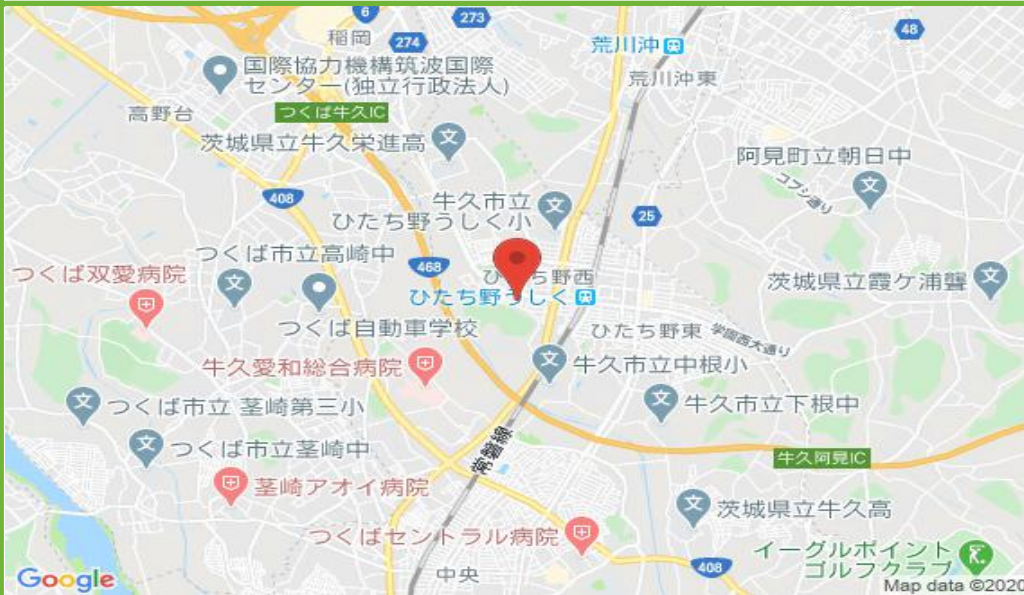 6
273
48
稲岡
274
荒川沖
荒川沖東
国際協力機構筑波国際
センター(独立行政法人)
高野台
つくば牛久IC
茨城県立牛久栄進高
阿見町立朝日中
コブシ通り
408
牛久市立
ひたち野うしく小
25
つくば市立高崎中
468
つくば双愛病院
ひたち野西
茨城県立霞ケ浦聾
ひたち野うしく
つくば自動車学校
ひたち野東
学園西大通り
牛久愛和総合病院
牛久市立中根小
つくば市立 茎崎第三小
牛久市立下根中
つくば市立茎崎中
常磐線
牛久阿見IC
茎崎アオイ病院
茨城県立牛久高
つくばセントラル病院
イーグルポイント
ゴルフクラブ
408
中央
Google
Map data ©2020